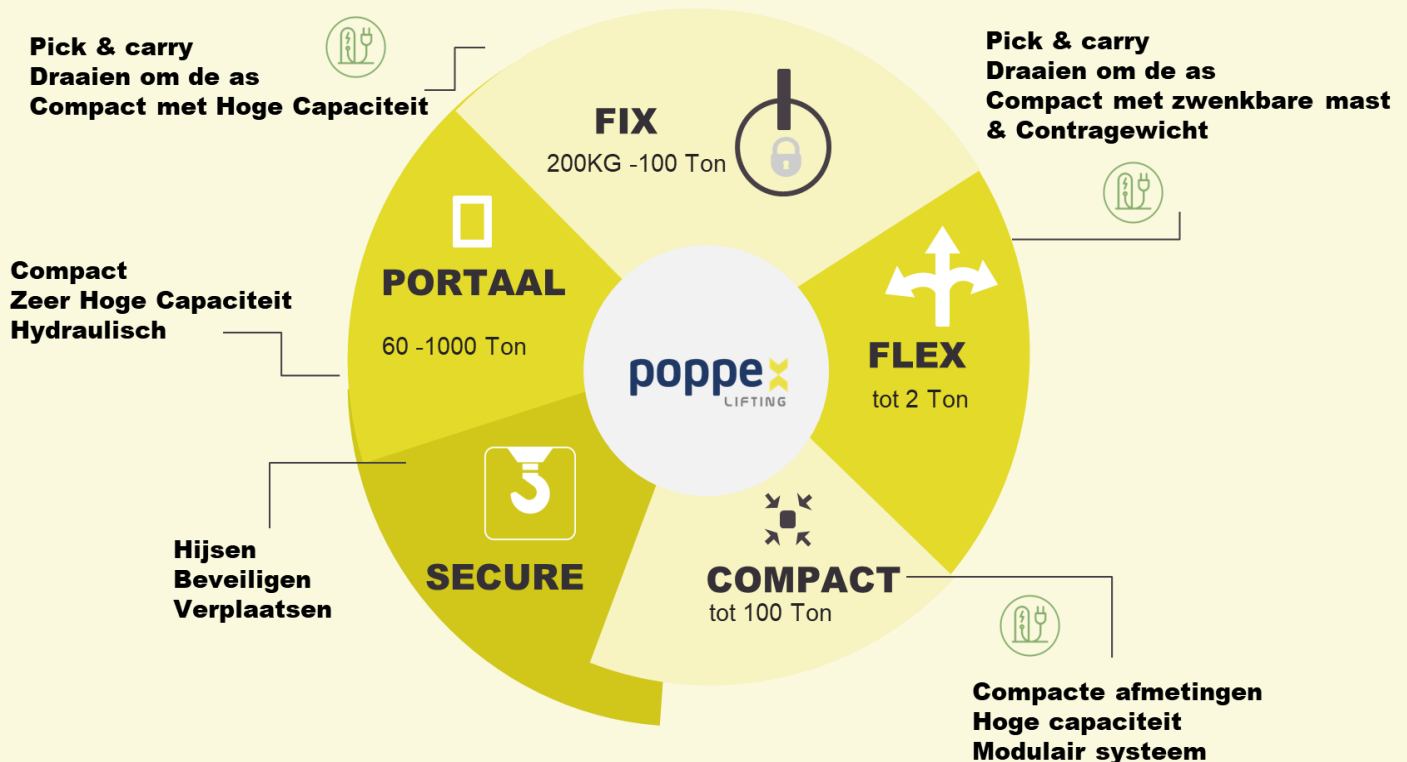 Pick & carry
Draaien om de as
Compact met Hoge Capaciteit
Pick & carry
Draaien om de as
Compact met zwenkbare mast
& Contragewicht
FIX
200KG -100 Ton
PORTAAL
60 -1000 Ton
Compact
Zeer Hoge Capaciteit
Hydraulisch
FLEX
tot 2 Ton
poppe
LIFTING
SECURE
Hijsen
Beveiligen
Verplaatsen
COMPACT
tot 100 Ton
Compacte afmetingen
Hoge capaciteit
Modulair systeem